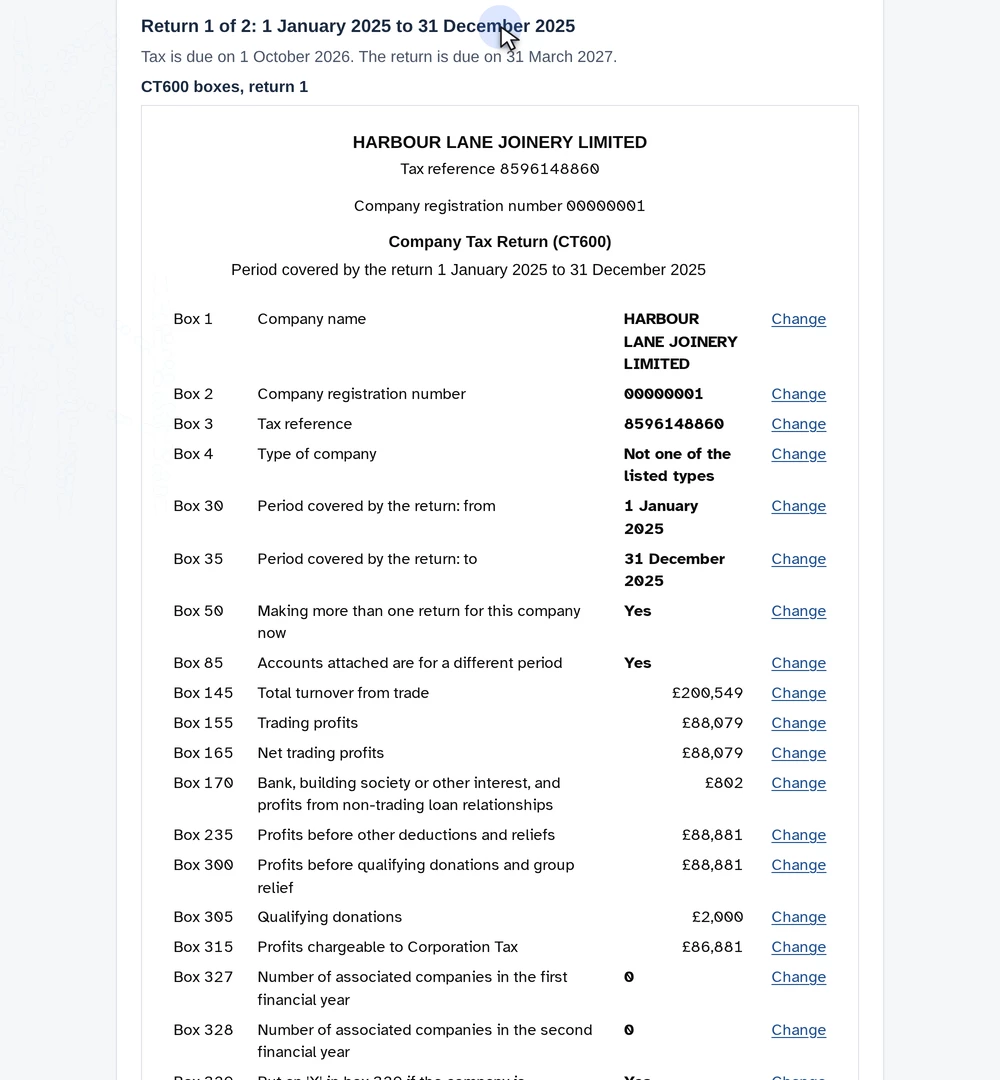 Return 1 of 2: 1 January 2025 to 31 December 2025
Tax is due on 1 October 2026. The return is due on 31 March 2027.
CT600 boxes, return 1
HARBOUR LANE JOINERY LIMITED
Tax reference 8596148860
Company registration number 00000001
Company Tax Return (CT600)
Period covered by the return 1 January 2025 to 31 December 2025
Box 1 Company name HARBOUR LANE JOINERY LIMITED Change
Box 2 Company registration number 00000001 Change
Box 3 Tax reference 8596148860 Change
Box 4 Type of company Not one of the listed types Change
Box 30 Period covered by the return: from 1 January 2025 Change
Box 35 Period covered by the return: to 31 December 2025 Change
Box 50 Making more than one return for this company now Yes Change
Box 85 Accounts attached are for a different period Yes Change
Box 145 Total turnover from trade £200,549 Change
Box 155 Trading profits £88,079 Change
Box 165 Net trading profits £88,079 Change
Box 170 Bank, building society or other interest, and profits from non-trading loan relationships £802 Change
Box 235 Profits before other deductions and reliefs £88,881 Change
Box 300 Profits before qualifying donations and group relief £88,881 Change
Box 305 Qualifying donations £2,000 Change
Box 315 Profits chargeable to Corporation Tax £86,881 Change
Box 327 Number of associated companies in the first financial year 0 Change
Box 328 Number of associated companies in the second financial year 0 Change